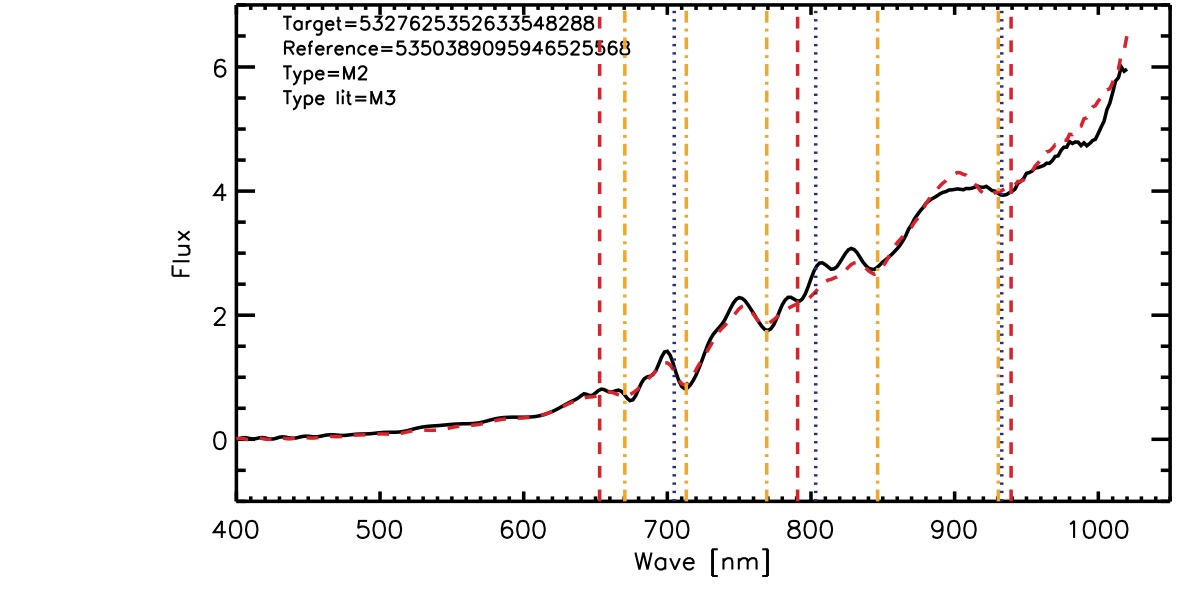 Target=5327625352633548288
Reference=5350389095946525568
Type=M2
Type lit=M3
6
4
2
0
Flux
400 500 600 700 800 900 1000
Wave [nm]